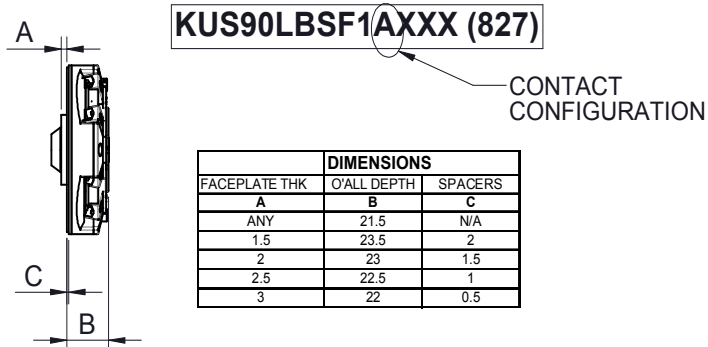 KUS90LBSF1AXXX (827)
A
CONTACT
CONFIGURATION
DIMENSIONS
FACEPLATE THK O'ALL DEPTH SPACERS
A B C
ANY 21.5 N/A
1.5 23.5 2
2 23 1.5
2.5 22.5 1
3 22 0.5
C
B